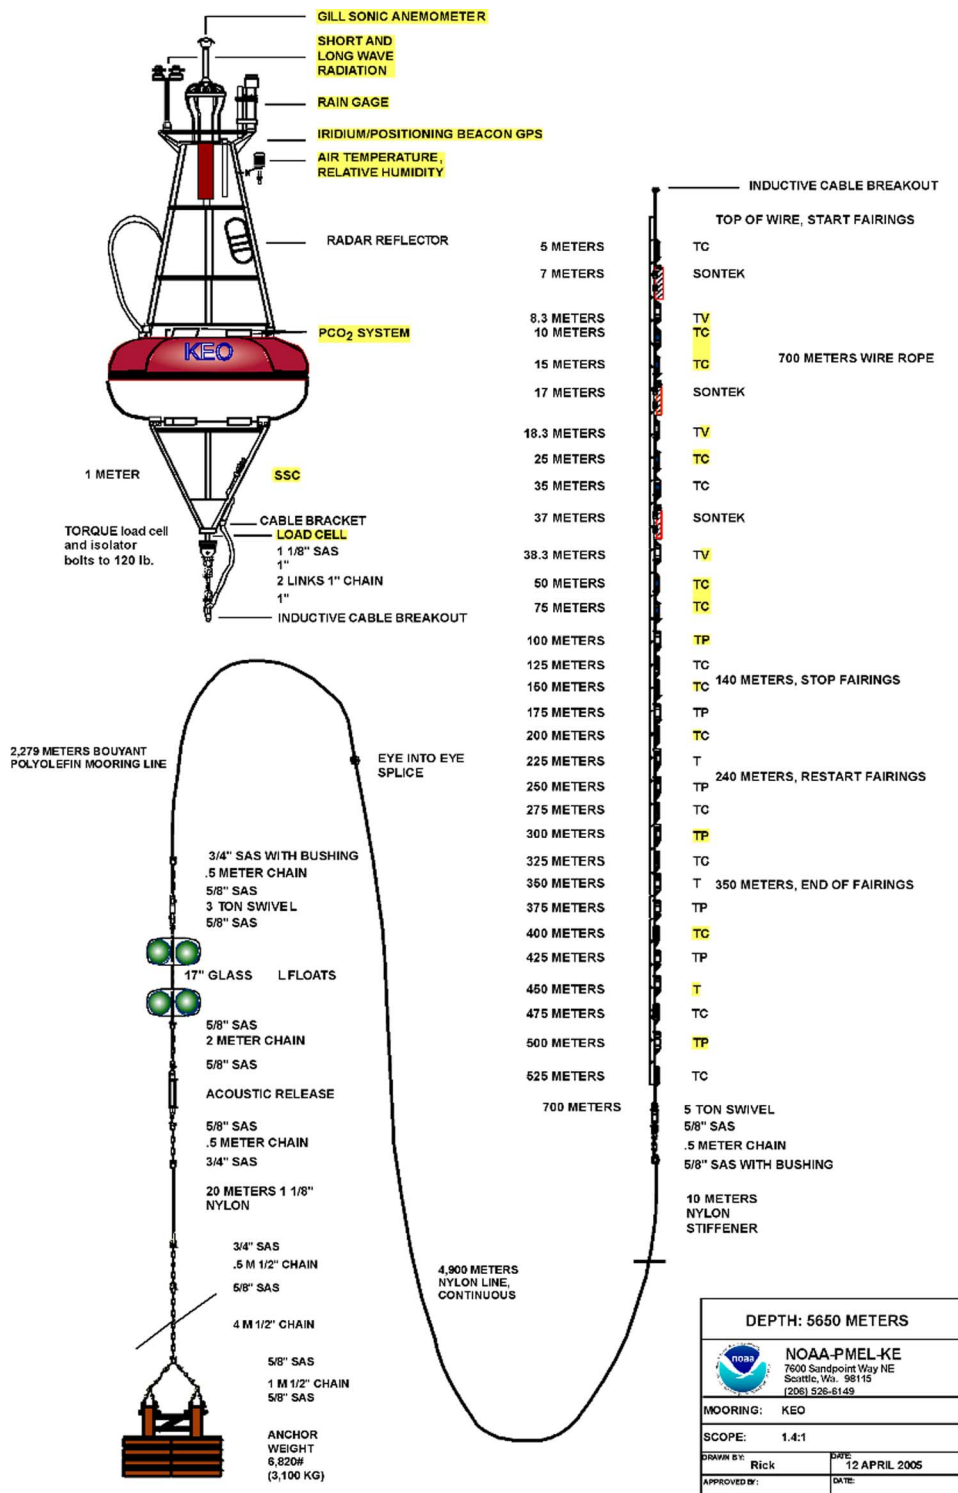 GILL SONIC ANEMOMETER
SHORT AND
LONG WAVE
RADIATION
RAIN GAGE
IRIDIUM/POSITIONING BEACON GPS
AIR TEMPERATURE,
RELATIVE HUMIDITY
RADAR REFLECTOR
PCO2 SYSTEM
KEO
1 METER
SSC
CABLE BRACKET
TORQUE load cell
and isolator
bolts to 120 lb.
LOAD CELL
1 1/8" SAS
1"
2 LINKS 1" CHAIN
1"
INDUCTIVE CABLE BREAKOUT
INDUCTIVE CABLE BREAKOUT
TOP OF WIRE, START FAIRINGS
5 METERS TC
7 METERS SONTEK
8.3 METERS TV
10 METERS TC
700 METERS WIRE ROPE
15 METERS TC
17 METERS SONTEK
18.3 METERS TV
25 METERS TC
35 METERS TC
37 METERS SONTEK
38.3 METERS TV
50 METERS TC
75 METERS TC
100 METERS TP
125 METERS TC
140 METERS, STOP FAIRINGS
150 METERS TC
175 METERS TP
200 METERS TC
225 METERS T
240 METERS, RESTART FAIRINGS
250 METERS TP
275 METERS TC
300 METERS TP
325 METERS TC
350 METERS T 350 METERS, END OF FAIRINGS
375 METERS TP
400 METERS TC
425 METERS TP
450 METERS T
475 METERS TC
500 METERS TP
525 METERS TC
700 METERS 5 TON SWIVEL
5/8" SAS
.5 METER CHAIN
5/8" SAS WITH BUSHING
10 METERS
NYLON
STIFFENER
4,900 METERS
NYLON LINE,
CONTINUOUS
EYE INTO EYE
SPLICE
2,279 METERS BOUYANT
POLYOLEFIN MOORING LINE
3/4" SAS WITH BUSHING
.5 METER CHAIN
5/8" SAS
3 TON SWIVEL
5/8" SAS
17" GLASS L FLOATS
5/8" SAS
2 METER CHAIN
5/8" SAS
ACOUSTIC RELEASE
5/8" SAS
.5 METER CHAIN
3/4" SAS
20 METERS 1 1/8"
NYLON
3/4" SAS
.5 M 1/2" CHAIN
5/8" SAS
4 M 1/2" CHAIN
5/8" SAS
1 M 1/2" CHAIN
5/8" SAS
ANCHOR
WEIGHT
6,820#
(3,100 KG)
DEPTH: 5650 METERS
noaa
NOAA-PMEL-KE
7600 Sandpoint Way NE
Seattle, Wa. 98115
(206) 526-6149
MOORING: KEO
SCOPE: 1.4:1
DRAWN BY: Rick DATE: 12 APRIL 2005
APPROVED BY: DATE: